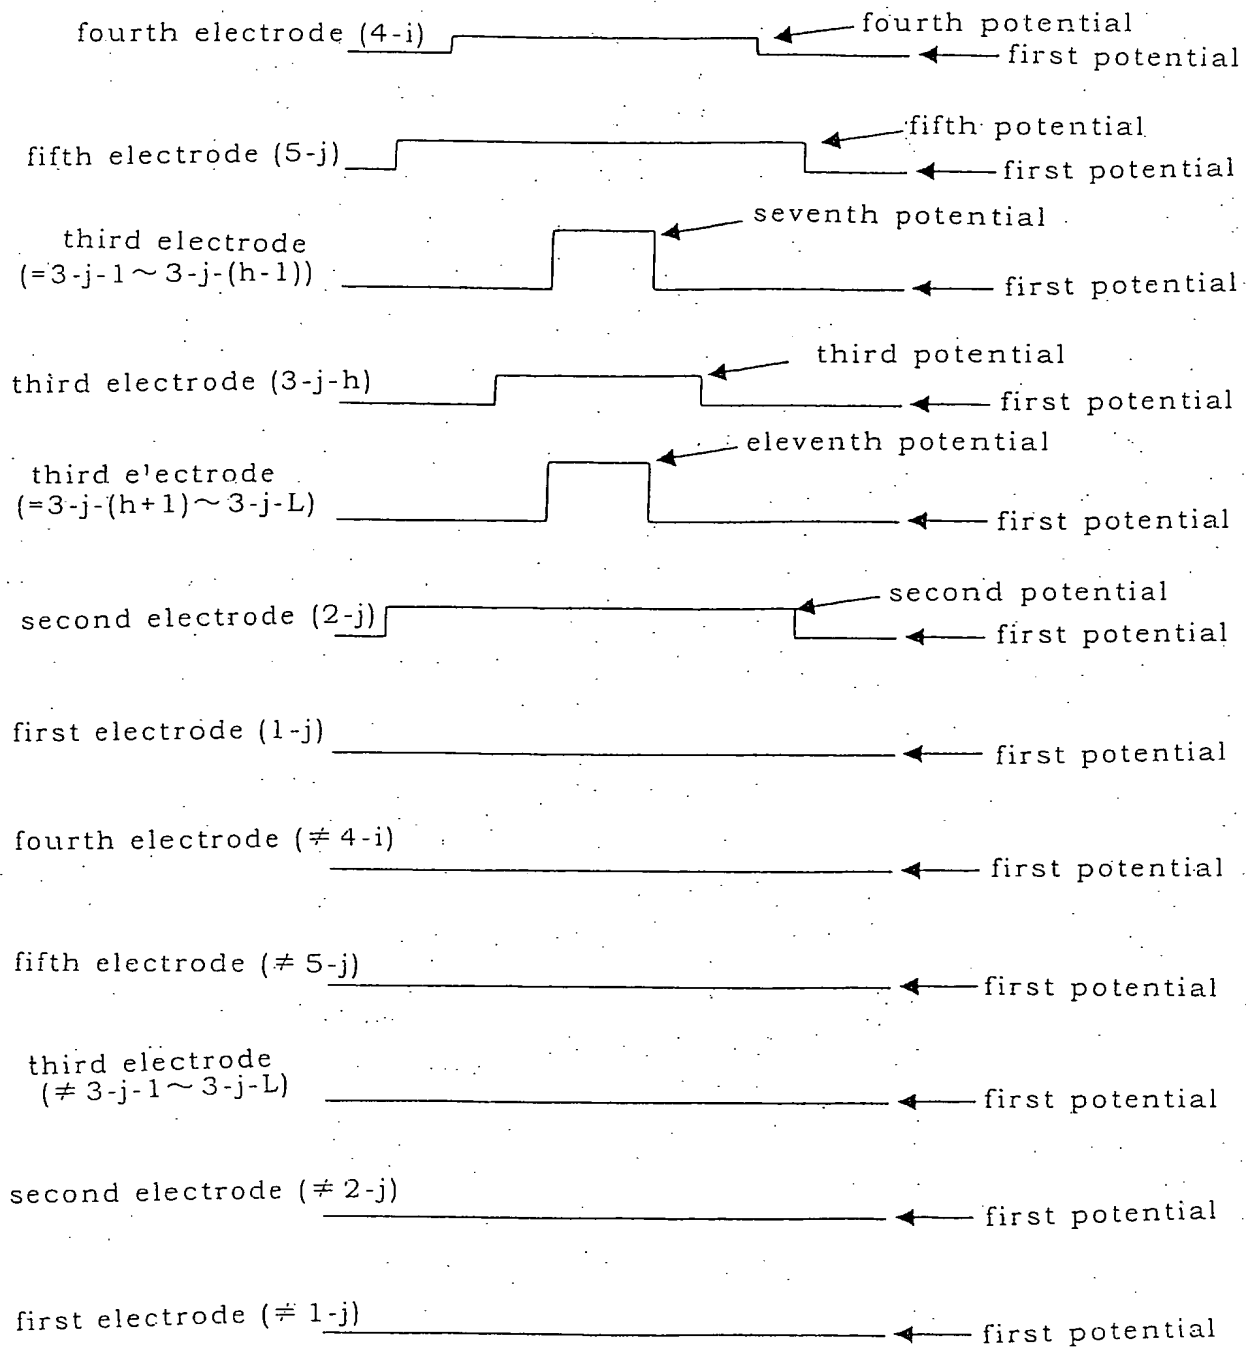 fourth electrode (4-i)
fourth potential
first potential
fifth electrode (5-j)
fifth potential
first potential
third electrode
(=3-j-1～3-j-(h-1))
seventh potential
first potential
third electrode (3-j-h)
third potential
first potential
third e'ectrode
(=3-j-(h+1)～3-j-L)
eleventh potential
first potential
second electrode (2-j)
second potential
first potential
first electrode (1-j)
first potential
fourth electrode (≠ 4-i)
first potential
fifth electrode (≠ 5-j)
first potential
third electrode
(≠ 3-j-1～3-j-L)
first potential
second electrode (≠ 2-j)
first potential
first electrode (≠ 1-j)
first potential